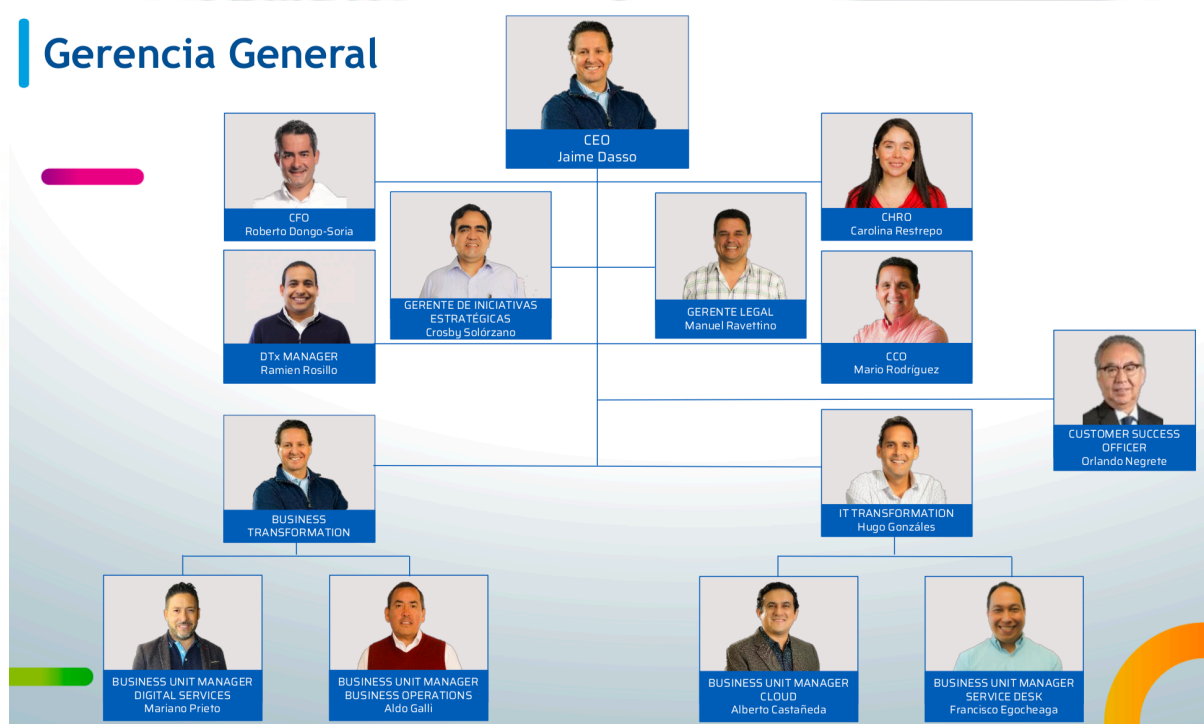 Gerencia General
CEO
Jaime Dasso
CFO
Roberto Dongo-Soria
CHRO
Carolina Restrepo
GERENTE DE INICIATIVAS
ESTRATÉGICAS
Crosby Solórzano
GERENTE LEGAL
Manuel Ravettino
DTx MANAGER
Ramien Rosillo
CCO
Mario Rodríguez
CUSTOMER SUCCESS
OFFICER
Orlando Negrete
BUSINESS
TRANSFORMATION
IT TRANSFORMATION
Hugo Gonzáles
BUSINESS UNIT MANAGER
DIGITAL SERVICES
Mariano Prieto
BUSINESS UNIT MANAGER
BUSINESS OPERATIONS
Aldo Galli
BUSINESS UNIT MANAGER
CLOUD
Alberto Castañeda
BUSINESS UNIT MANAGER
SERVICE DESK
Francisco Egocheaga